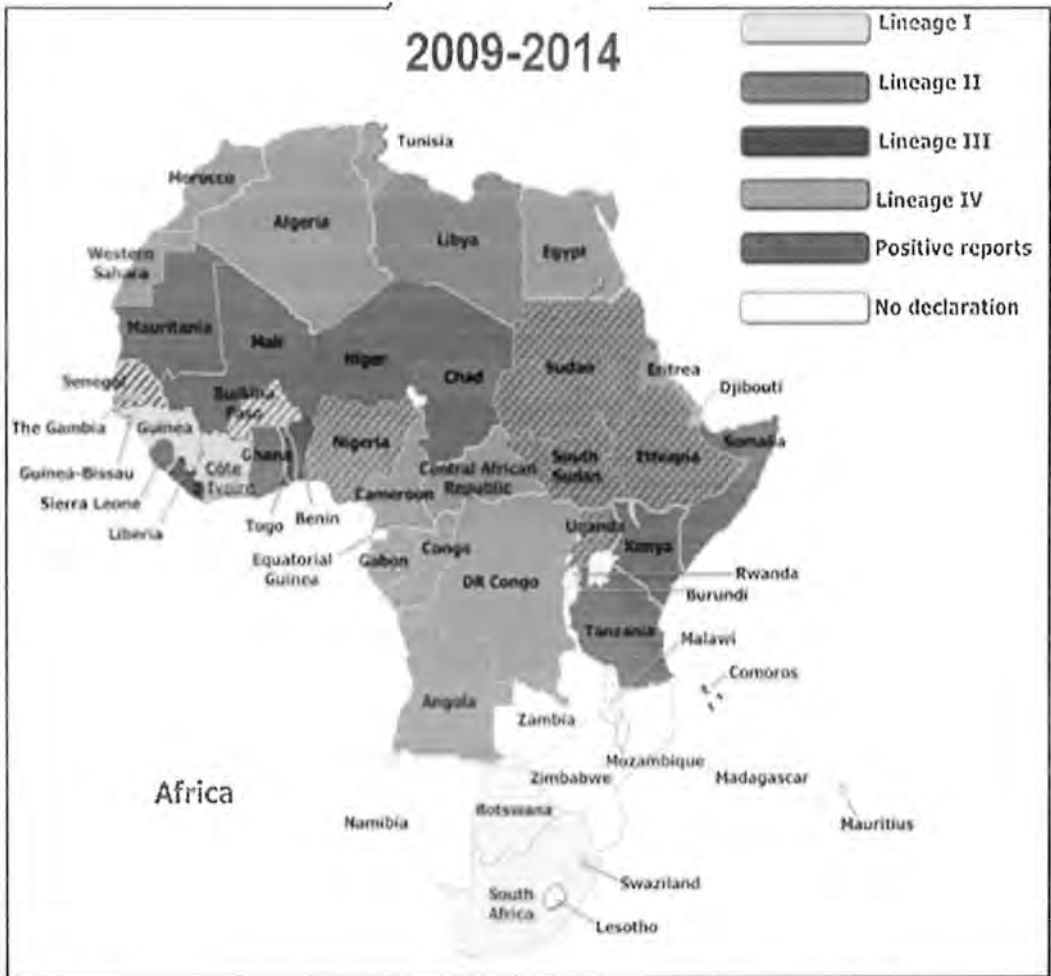 2009-2014
Lineage I
Lineage II
Lineage III
Lineage IV
Positive reports
No declaration
Tunisia
Morocco
Algeria
Libya
Egypt
Western
Sahara
Mauritania
Mali
Niger
Chad
Sudan
Eritrea
Djibouti
Senegal
Burkina
Faso
The Gambia
Guinea
Nigeria
Somalia
Ghana
South
Sudan
Ethiopia
Guinea-Bissau
Côte
Ivoire
Central African
Republic
Sierra Leone
Cameroon
Liberia
Togo
Benin
Uganda
Kenya
Equatorial
Guinea
Gabon
Congo
DR Congo
Rwanda
Burundi
Tanzania
Malawi
Comoros
Angola
Zambia
Mozambique
Zimbabwe
Madagascar
Africa
Botswana
Namibia
Mauritius
Swaziland
South
Africa
Lesotho